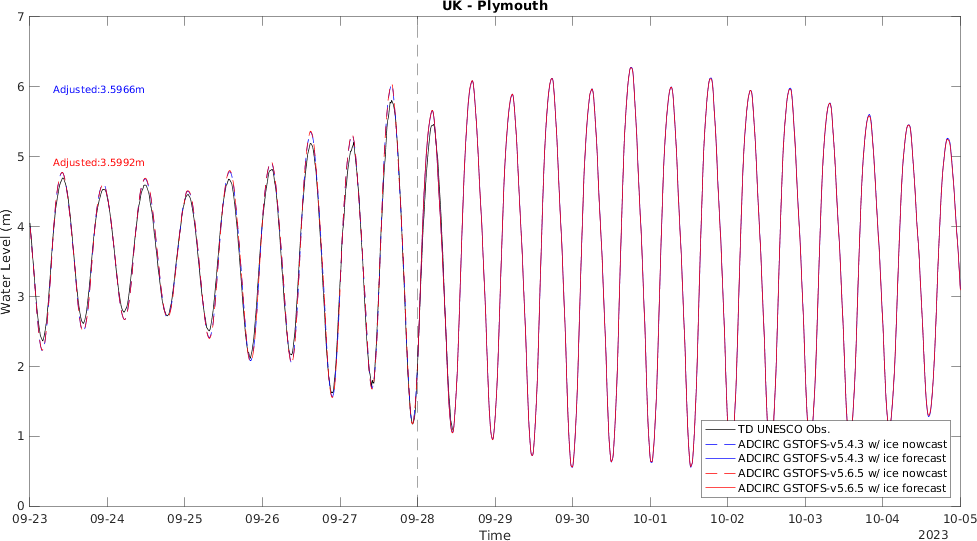 UK - Plymouth
7
6
5
4
3
2
1
0
Water Level (m)
Adjusted:3.5966m
Adjusted:3.5992m
TD UNESCO Obs.
ADCIRC GSTOFS-v5.4.3 w/ ice nowcast
ADCIRC GSTOFS-v5.4.3 w/ ice forecast
ADCIRC GSTOFS-v5.6.5 w/ ice nowcast
ADCIRC GSTOFS-v5.6.5 w/ ice forecast
09-23 09-24 09-25 09-26 09-27 09-28 09-29 09-30 10-01 10-02 10-03 10-04 10-05
Time
2023